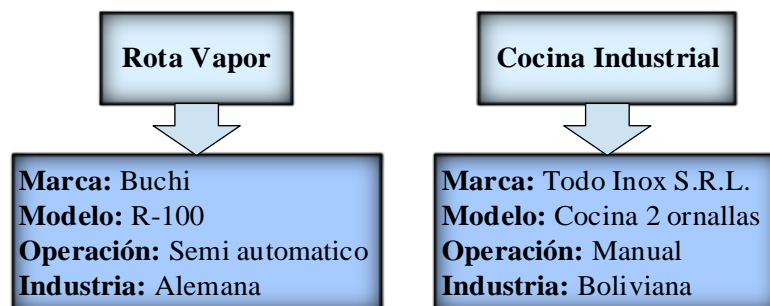 Rota Vapor
Marca: Buchi
Modelo: R-100
Operación: Semi automatico
Industria: Alemana
Cocina Industrial
Marca: Todo Inox S.R.L.
Modelo: Cocina 2 ornallas
Operación: Manual
Industria: Boliviana